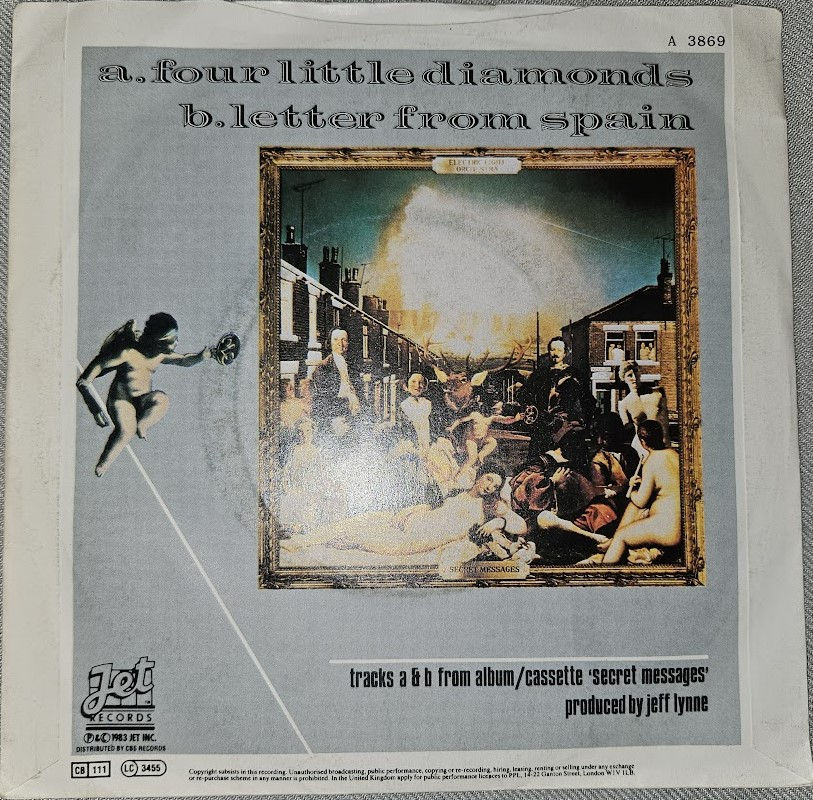 A 3869
a. four little diamonds
b. letter from spain
ELECTRIC LIGHT
ORCHESTRA
SECRET MESSAGES
tracks a & b from album/cassette 'secret messages'
produced by jeff lynne
Jet
RECORDS
℗&©1983 JET INC.
DISTRIBUTED BY CBS RECORDS
CB 111 LC 3455
Copyright subsists in this recording. Unauthorised broadcasting, public performance, copying or re-recording, hiring, leasing, renting or selling under any exchange
or re-purchase scheme in any manner is prohibited. In the United Kingdom apply for public performance licences to PPL, 14-22 Ganton Street, London W1V 1LB.